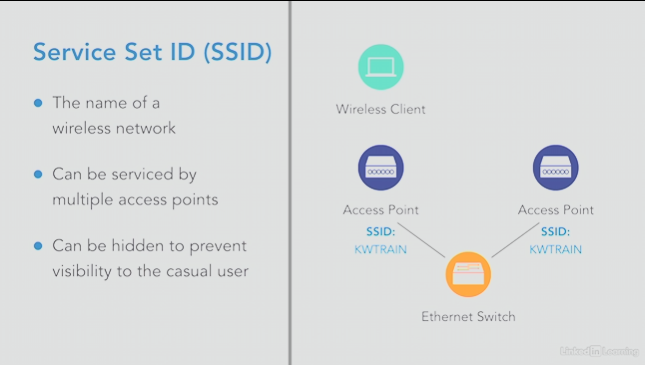 Service Set ID (SSID)
The name of a
wireless network
Can be serviced by
multiple access points
Can be hidden to prevent
visibility to the casual user
Wireless Client
Access Point
SSID:
KWTRAIN
Access Point
SSID:
KWTRAIN
Ethernet Switch
Linked in Learning